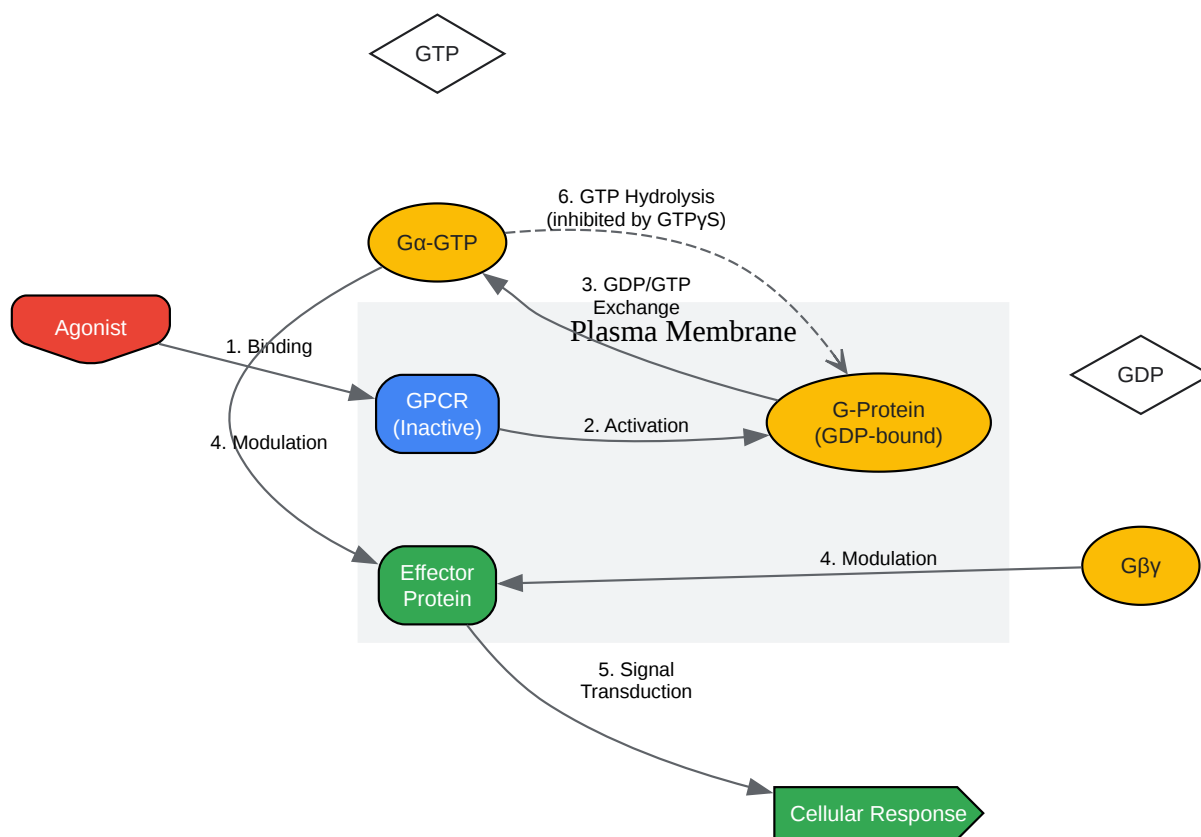 GTP
6. GTP Hydrolysis
(inhibited by GTPγS)
Gα-GTP
3. GDP/GTP
Exchange
Plasma Membrane
Agonist
1. Binding
GPCR
(Inactive)
2. Activation
G-Protein
(GDP-bound)
GDP
4. Modulation
Effector
Protein
4. Modulation
Gβγ
5. Signal
Transduction
Cellular Response